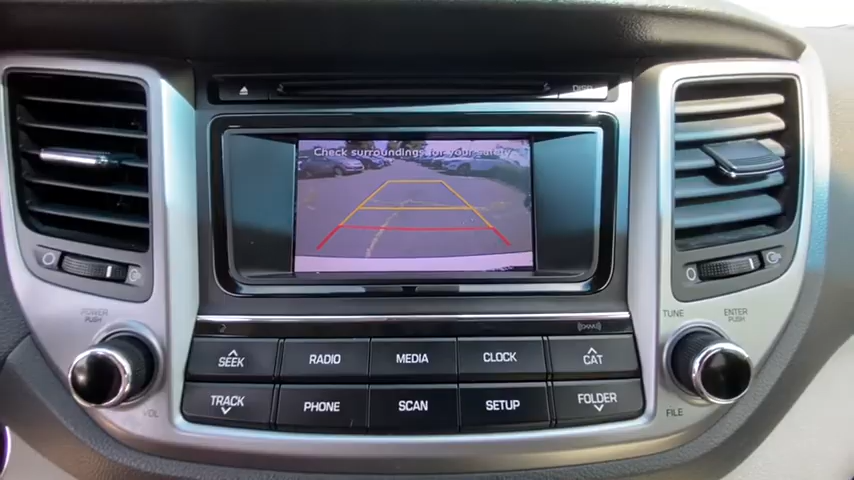 DISP
Check surroundings for your safety
POWER
PUSH
TUNE
ENTER
PUSH
SEEK
RADIO
MEDIA
CLOCK
CAT
TRACK
PHONE
SCAN
SETUP
FOLDER
VOL
FILE